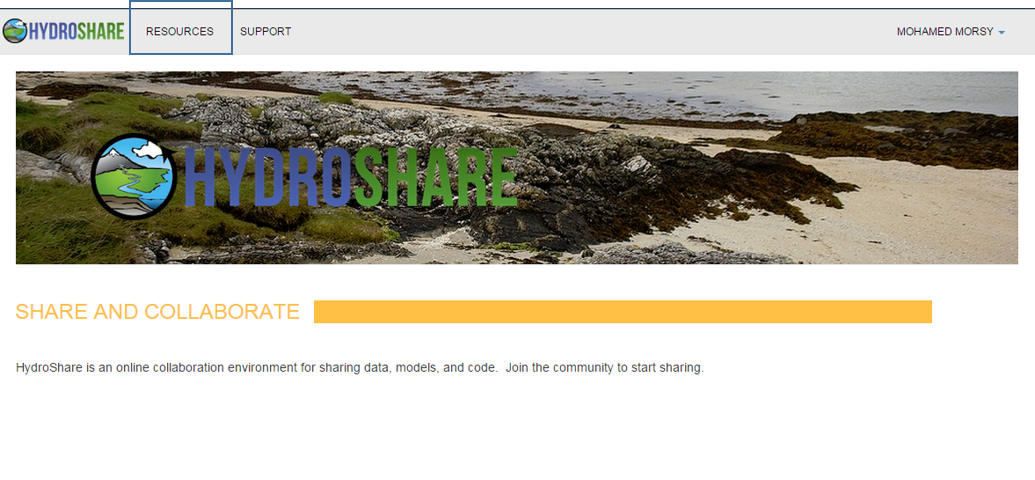 HYDROSHARE RESOURCES SUPPORT MOHAMED MORSY
HYDROSHARE
SHARE AND COLLABORATE
HydroShare is an online collaboration environment for sharing data, models, and code.  Join the community to start sharing.